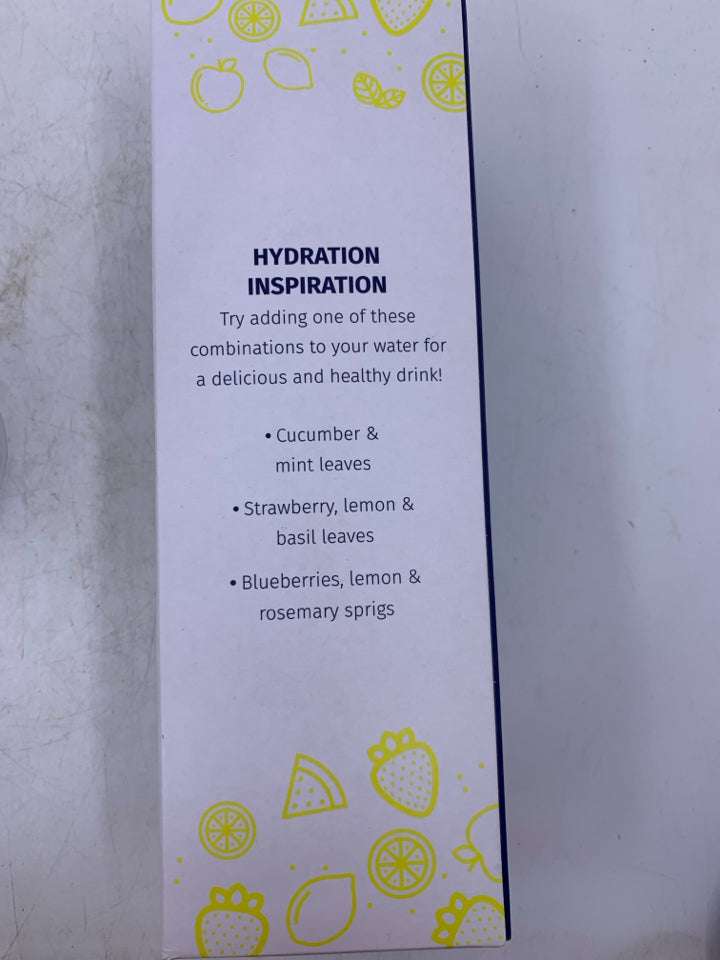 HYDRATION
INSPIRATION
Try adding one of these
combinations to your water for
a delicious and healthy drink!
• Cucumber &
mint leaves
• Strawberry, lemon &
basil leaves
• Blueberries, lemon &
rosemary sprigs